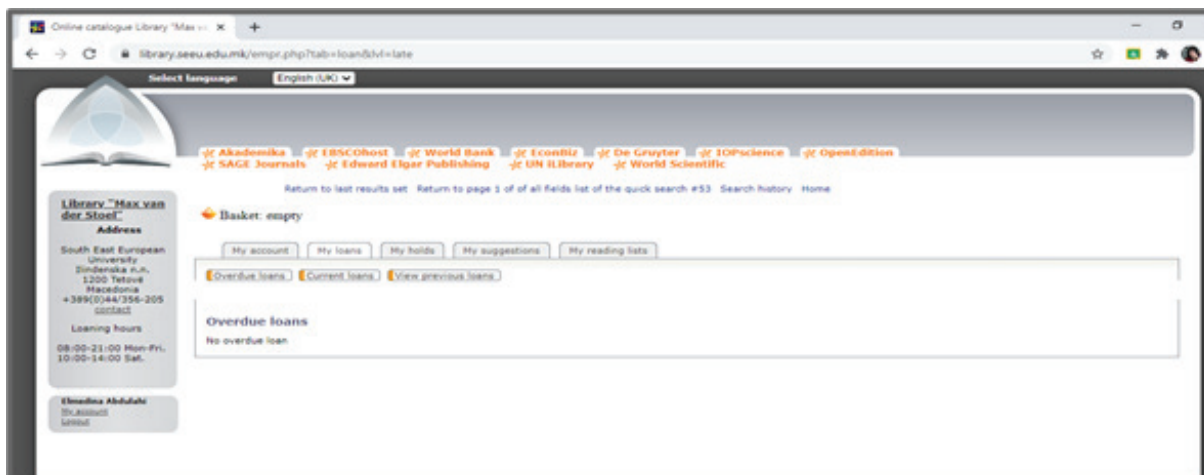 Online catalogue Library "Max v
library.seeu.edu.mk/empr.php?tab=loan&lvl=late
Select language English (UK)
Akademika EBSCOhost World Bank EconBiz De Gruyter IOPscience OpenEdition
SAGE Journals Edward Elgar Publishing UN iLibrary World Scientific
Return to last results set Return to page 1 of of all fields list of the quick search #53 Search history Home
Library "Max van
der Stoel"
Address
South East European
University
Ilindenska n.n.
1200 Tetovë
Macedonia
+389(0)44/356-205
contact
Loaning hours
08:00-21:00 Mon-Fri.
10:00-14:00 Sat.
Elmedina Abdulahi
My account
Logout
Basket: empty
My account My loans My holds My suggestions My reading lists
Overdue loans Current loans View previous loans
Overdue loans
No overdue loan